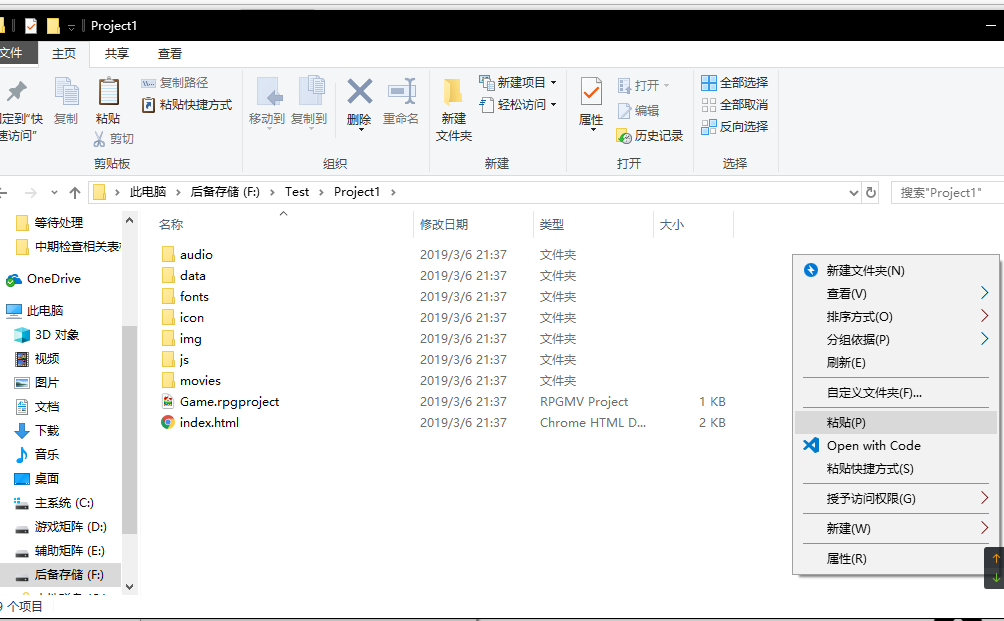 Project1
文件 主页 共享 查看
复制
粘贴
复制路径
粘贴快捷方式
剪切
剪贴板
移动到 复制到 删除 重命名
组织
新建
文件夹
新建项目
轻松访问
新建
属性
打开
编辑
历史记录
打开
全部选择
全部取消
反向选择
选择
此电脑 后备存储 (F:) Test Project1
搜索"Project1"
等待处理
中期检查相关表
OneDrive
此电脑
3D 对象
视频
图片
文档
下载
音乐
桌面
主系统 (C:)
游戏矩阵 (D:)
辅助矩阵 (E:)
后备存储 (F:)
名称 修改日期 类型 大小
audio 2019/3/6 21:37 文件夹
data 2019/3/6 21:37 文件夹
fonts 2019/3/6 21:37 文件夹
icon 2019/3/6 21:37 文件夹
img 2019/3/6 21:37 文件夹
js 2019/3/6 21:37 文件夹
movies 2019/3/6 21:37 文件夹
Game.rpgproject 2019/3/6 21:37 RPGMV Project 1 KB
index.html 2019/3/6 21:37 Chrome HTML D... 2 KB
新建文件夹(N)
查看(V)
排序方式(O)
分组依据(P)
刷新(E)
自定义文件夹(F)...
粘贴(P)
Open with Code
粘贴快捷方式(S)
授予访问权限(G)
新建(W)
属性(R)
9 个项目